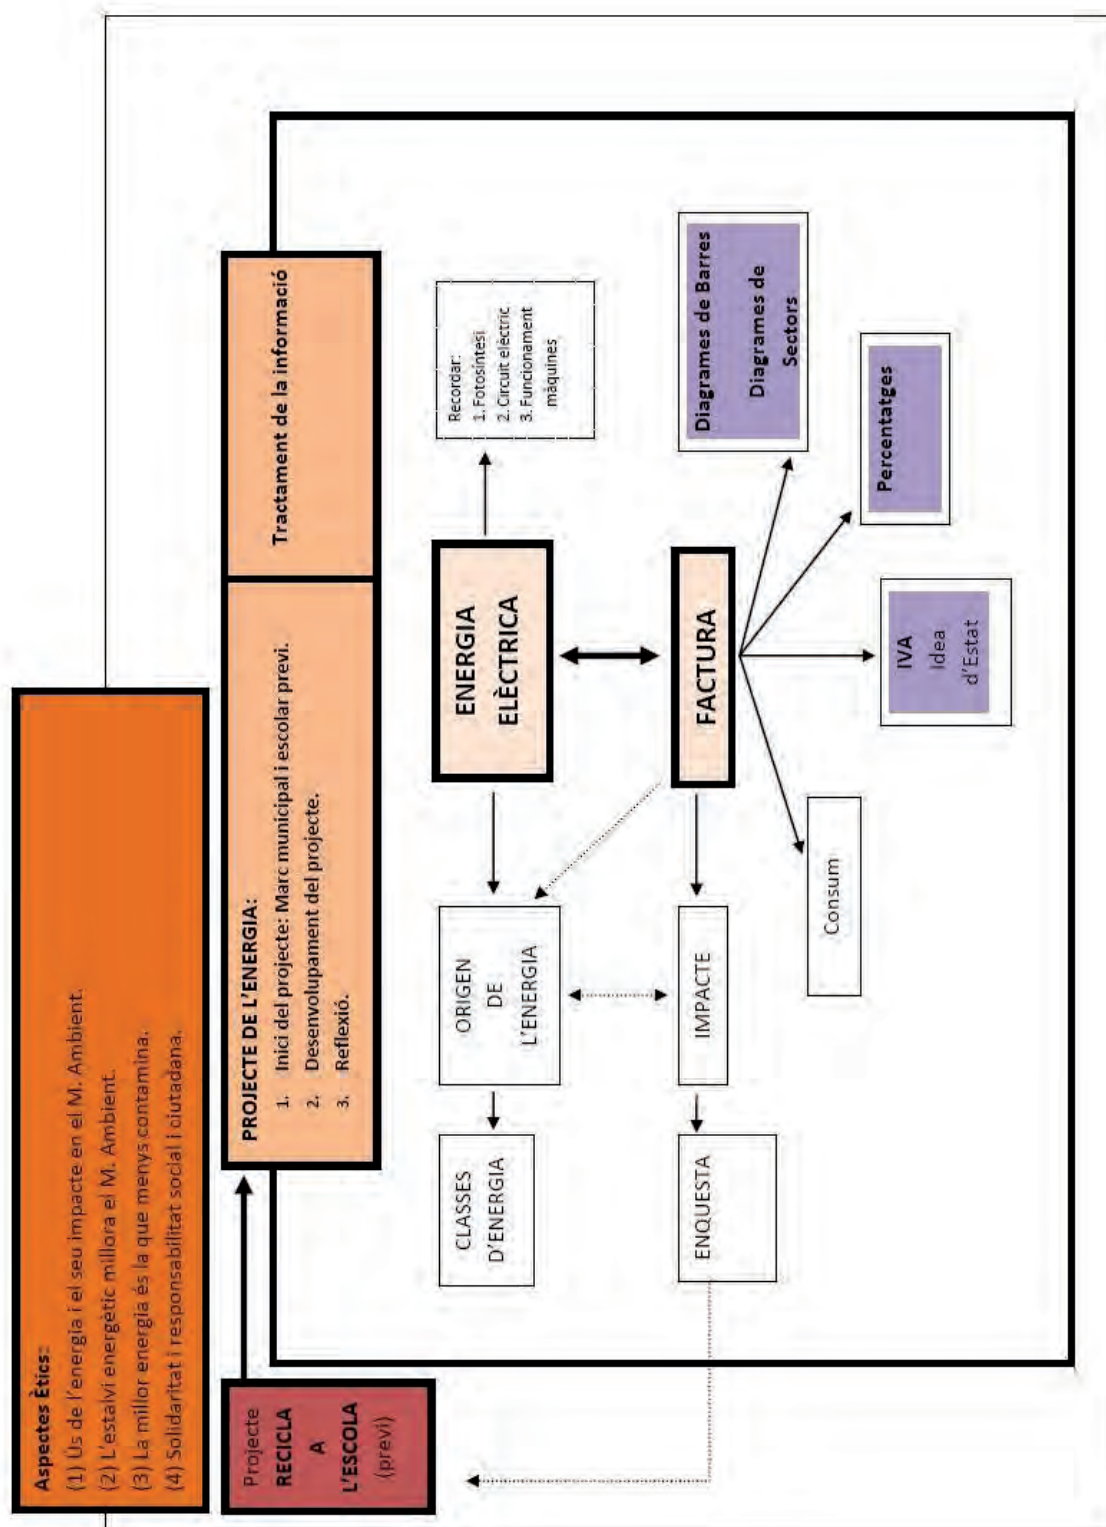 Aspectes Ètics:
(1) Ús de l'energia i el seu impacte en el M. Ambient.
(2) L'estalvi energètic millora el M. Ambient.
(3) La millor energia és la que menys contamina.
(4) Solidaritat i responsabilitat social i ciutadana.
Projecte
RECICLA
A
L'ESCOLA
(previ)
PROJECTE DE L'ENERGIA:
1. Inici del projecte: Marc municipal i escolar previ.
2. Desenvolupament del projecte.
3. Reflexió.
Tractament de la informació
CLASSES
D'ENERGIA
ORIGEN
DE
L'ENERGIA
ENERGIA
ELÈCTRICA
Recordar:
1. Fotosíntesi
2. Circuit elèctric
3. Funcionament
màquines
ENQUESTA
IMPACTE
FACTURA
Diagrames de Barres
Diagrames de
Sectors
Consum
IVA
Idea
d'Estat
Percentatges